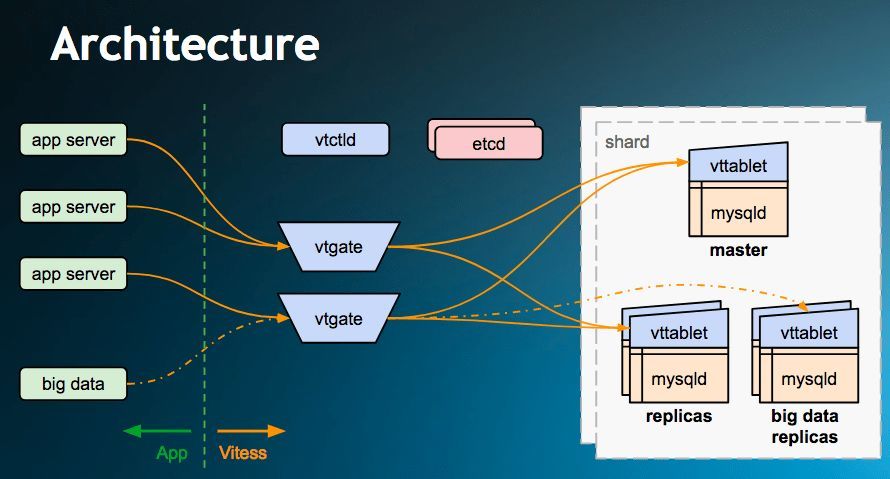 Architecture
app server
vtctld
etcd
shard
vttablet
mysqld
master
app server
vtgate
app server
vtgate
vttablet
mysqld
replicas
vttablet
mysqld
big data
replicas
big data
App
Vitess